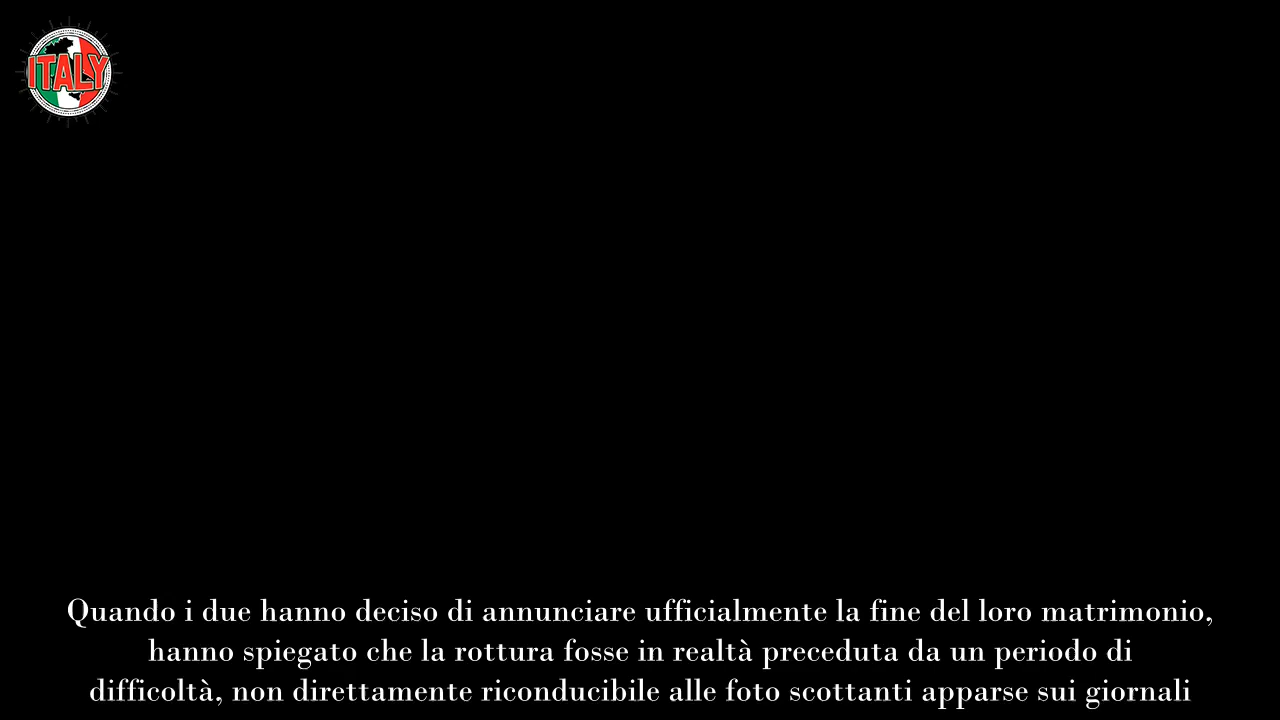 ITALY
Quando i due hanno deciso di annunciare ufficialmente la fine del loro matrimonio,
hanno spiegato che la rottura fosse in realtà preceduta da un periodo di
difficoltà, non direttamente riconducibile alle foto scottanti apparse sui giornali